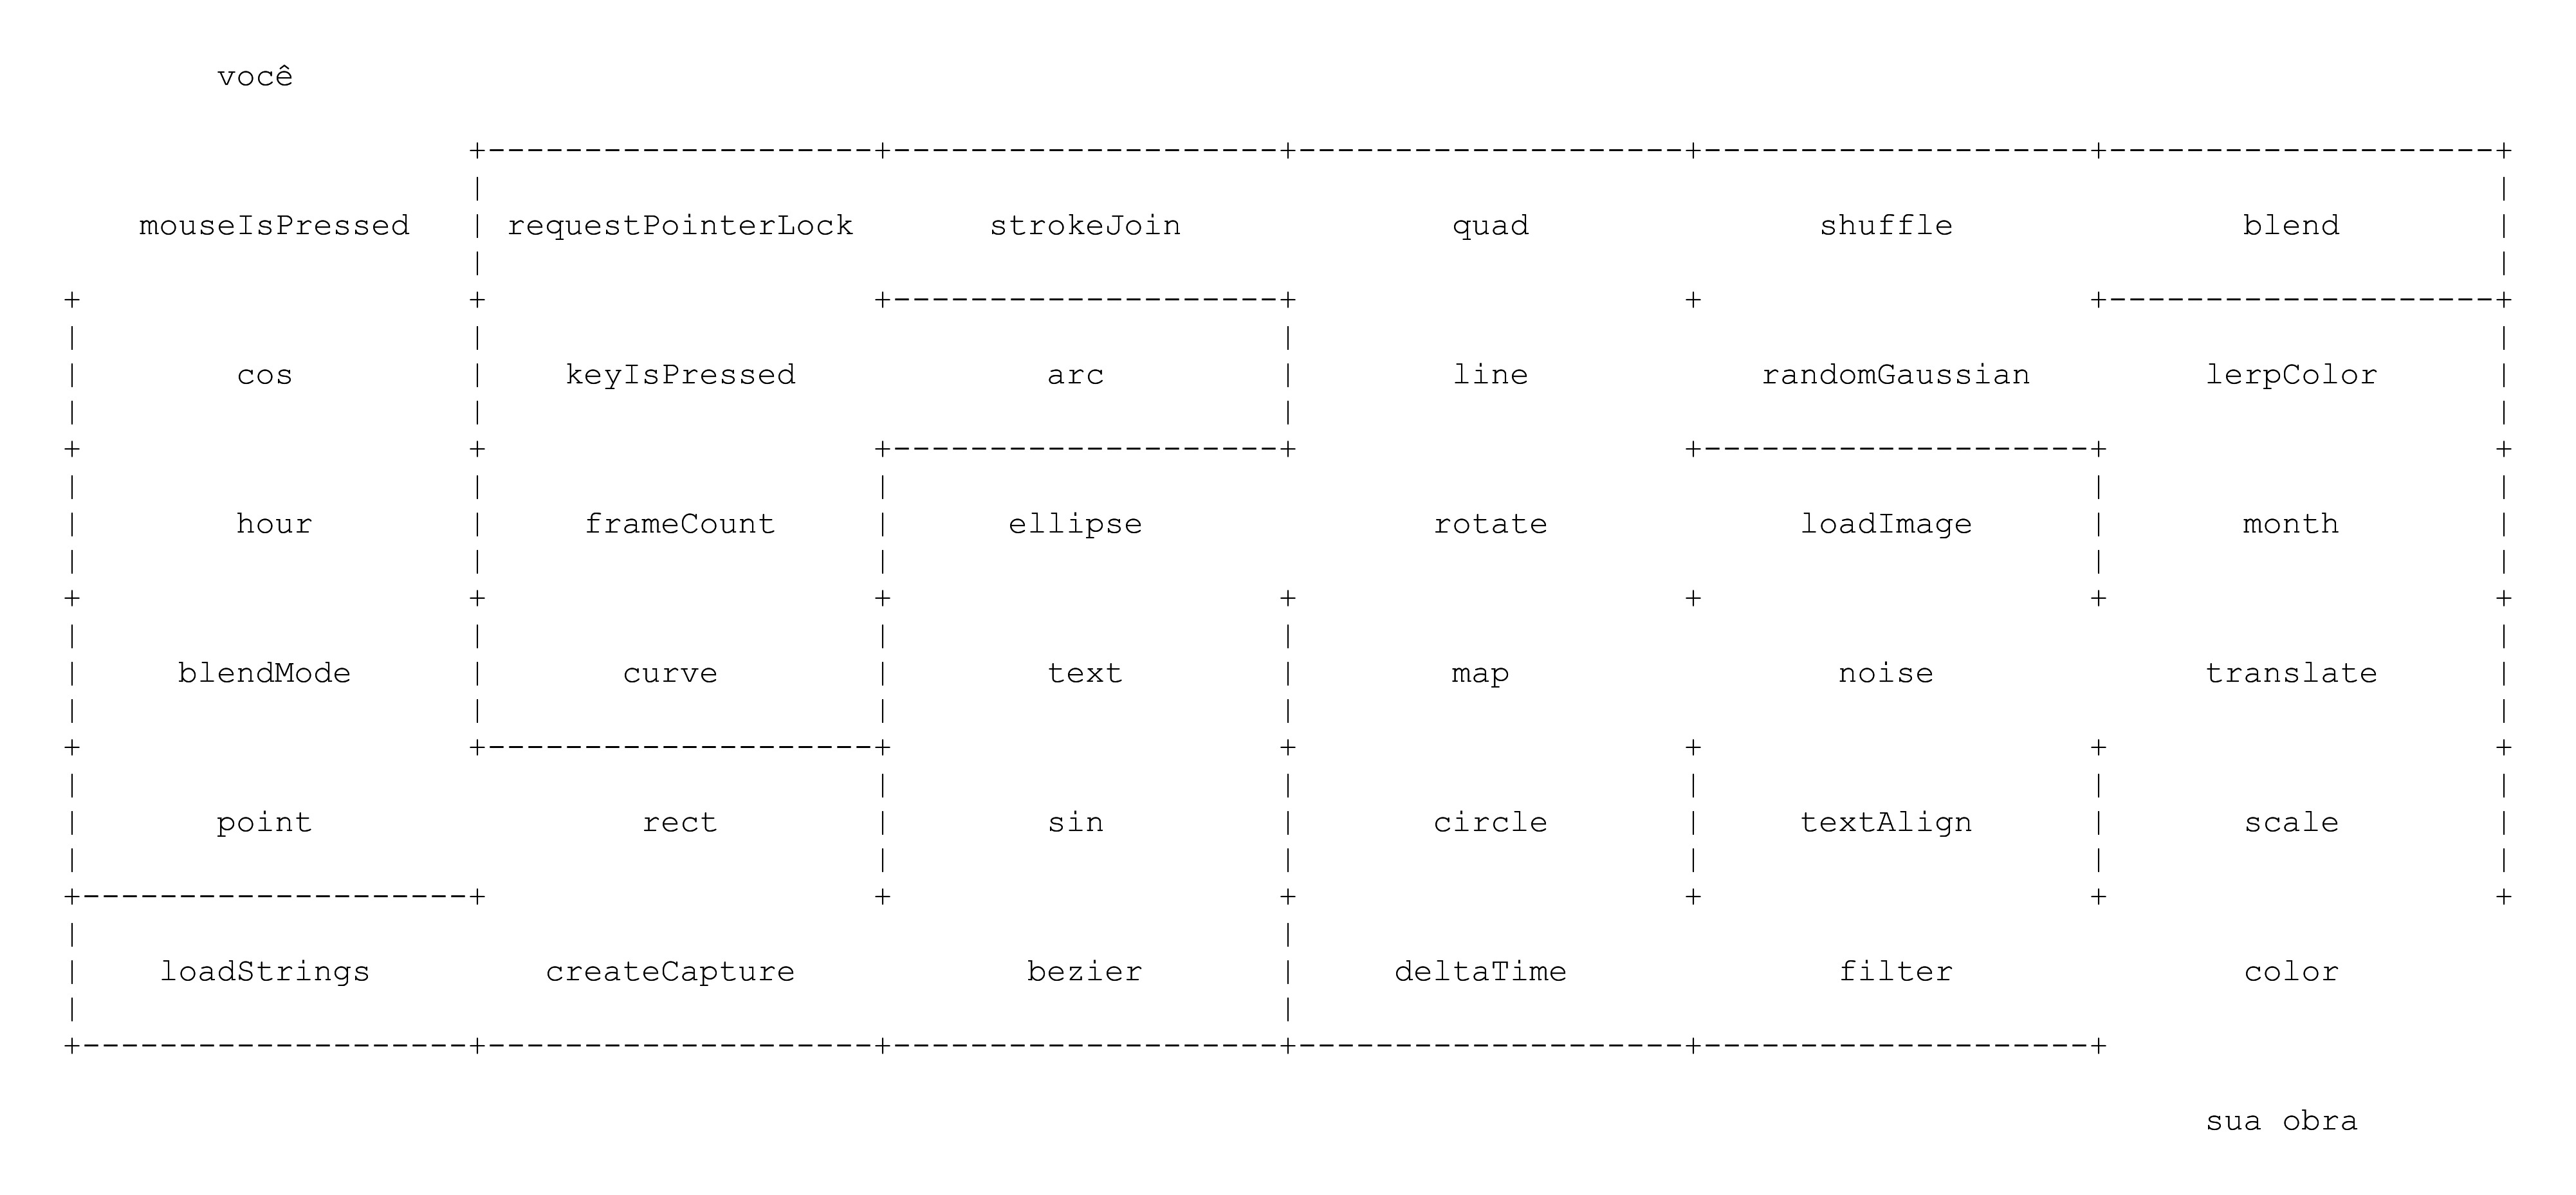 você
mouseIsPressed requestPointerLock strokeJoin quad shuffle blend
cos keyIsPressed arc line randomGaussian lerpColor
hour frameCount ellipse rotate loadImage month
blendMode curve text map noise translate
point rect sin circle textAlign scale
loadStrings createCapture bezier deltaTime filter color
sua obra